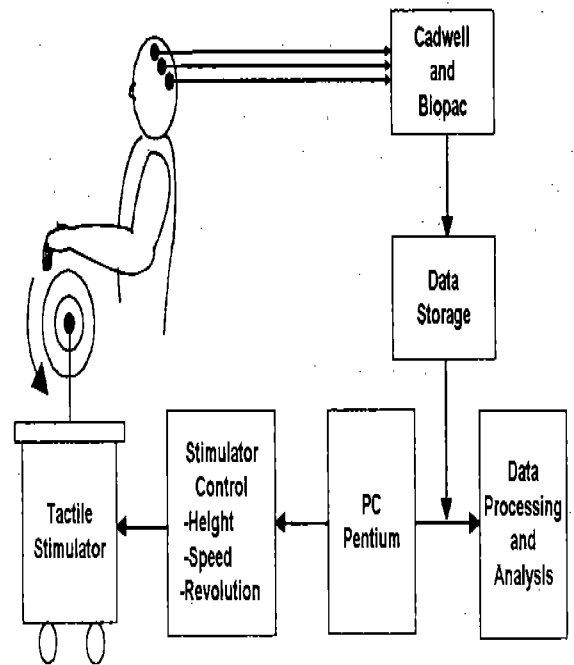 Cadwell
and
Biopac
Data
Storage
Tactile
Stimulator
Stimulator
Control
-Height
-Speed
-Revolution
PC
Pentium
Data
Processing
and
Analysis